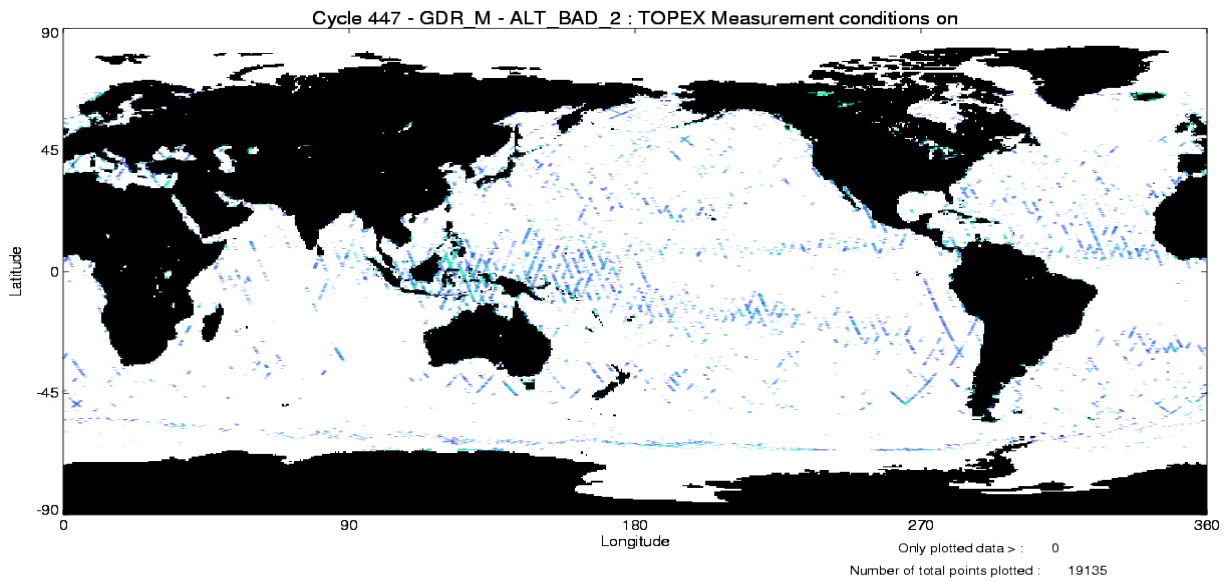 Cycle 447 - GDR_M - ALT_BAD_2 : TOPEX Measurement conditions on
90
45
0
-45
-90
Latitude
0 90 180 270 360
Longitude
Only plotted data > : 0
Number of total points plotted : 19135